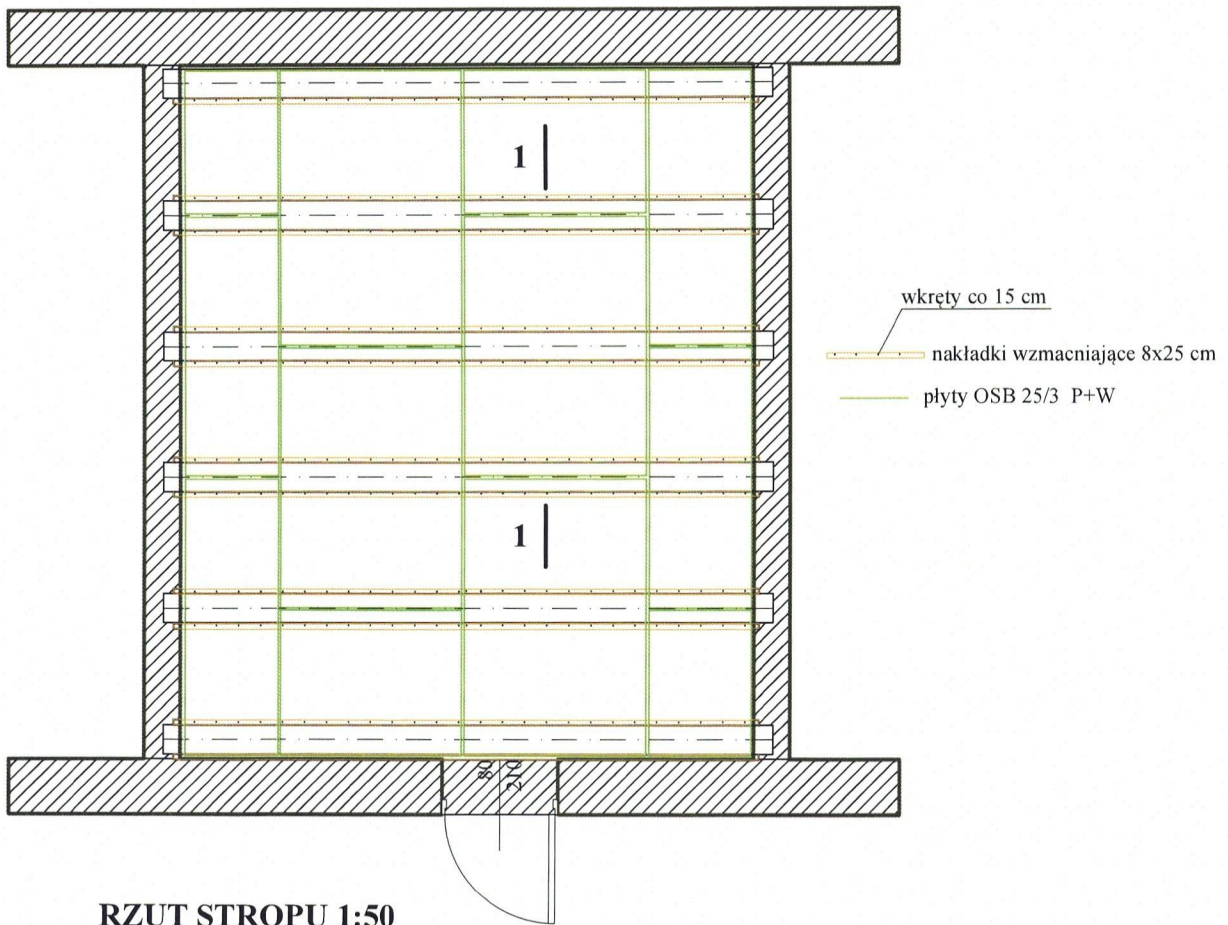 1
wkręty co 15 cm
nakładki wzmacniające 8x25 cm
płyty OSB 25/3 P+W
1
80
210
RZUT STROPU 1:50